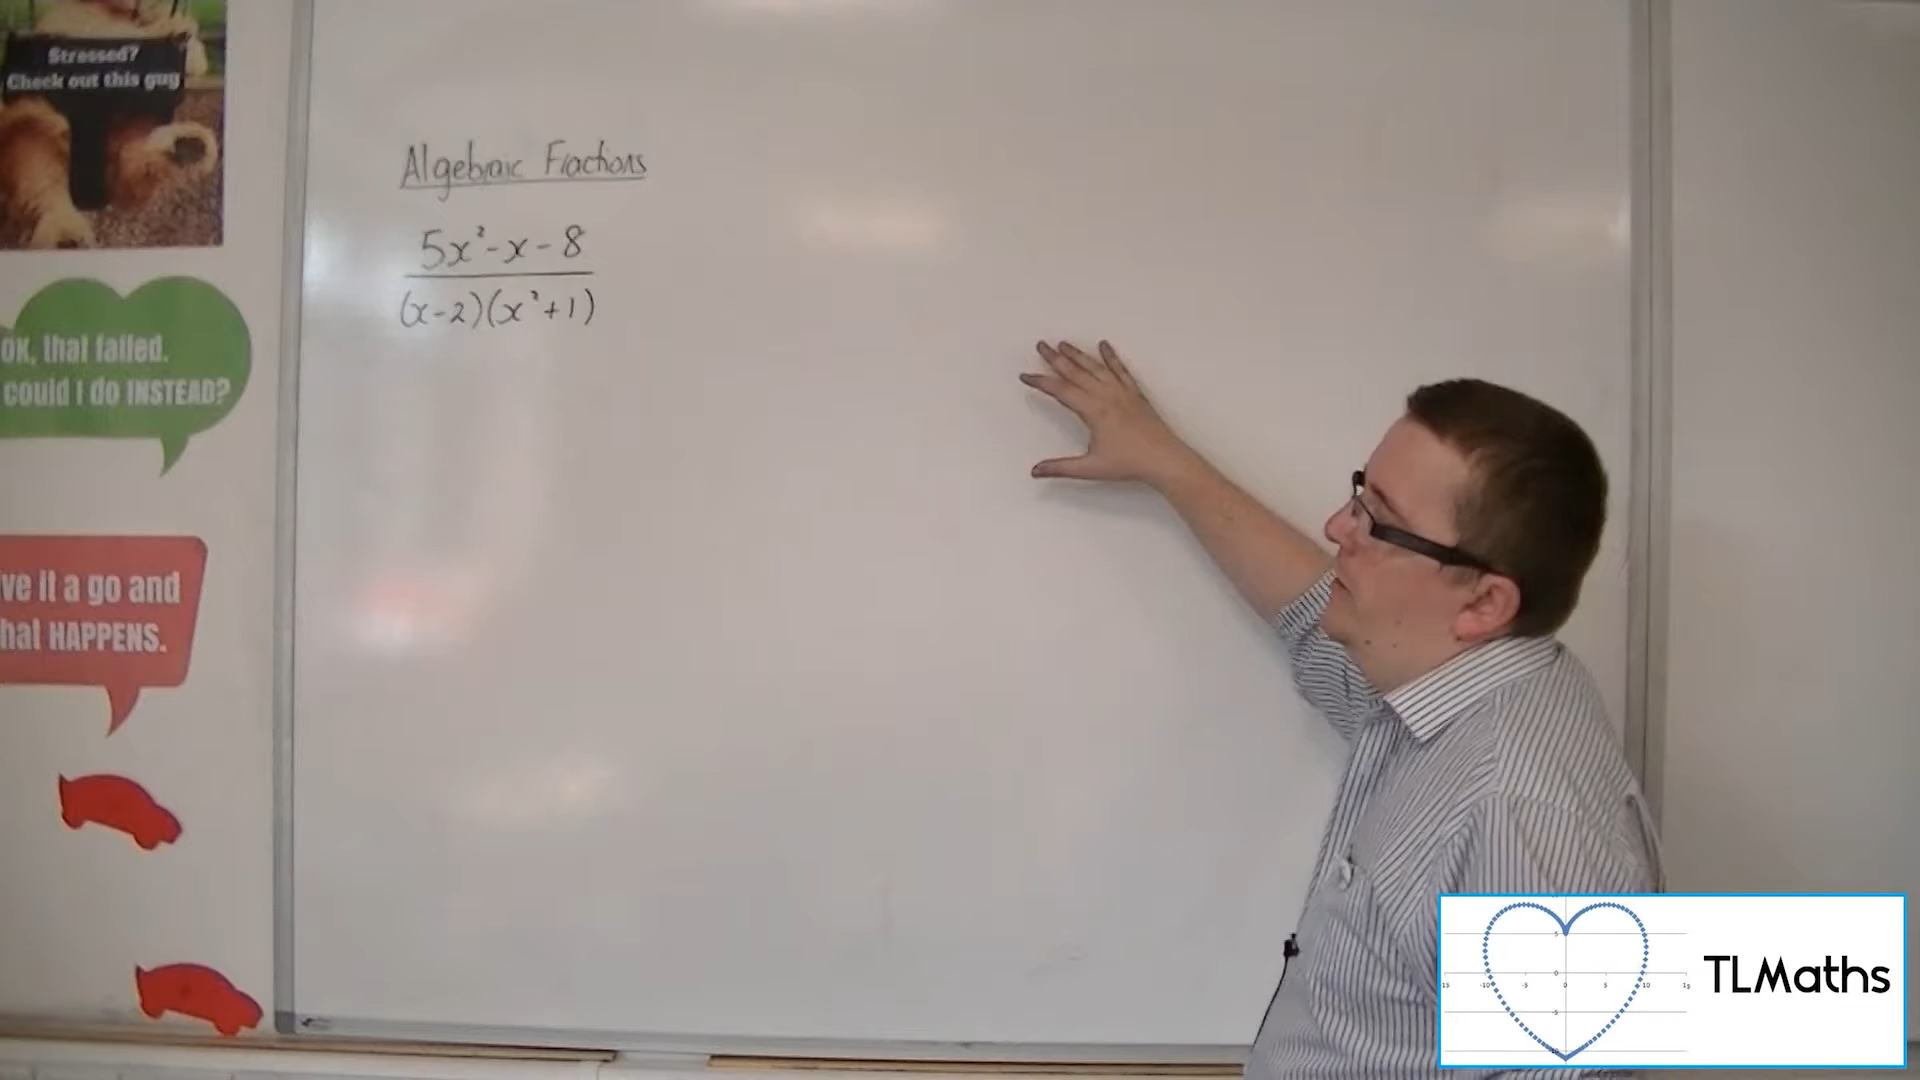 Stressed?
Check out this guy
Algebraic Fractions
5x²-x-8
(x-2)(x²+1)
OK, that failed.
could I do INSTEAD?
ive it a go and
hat HAPPENS.
TLMaths